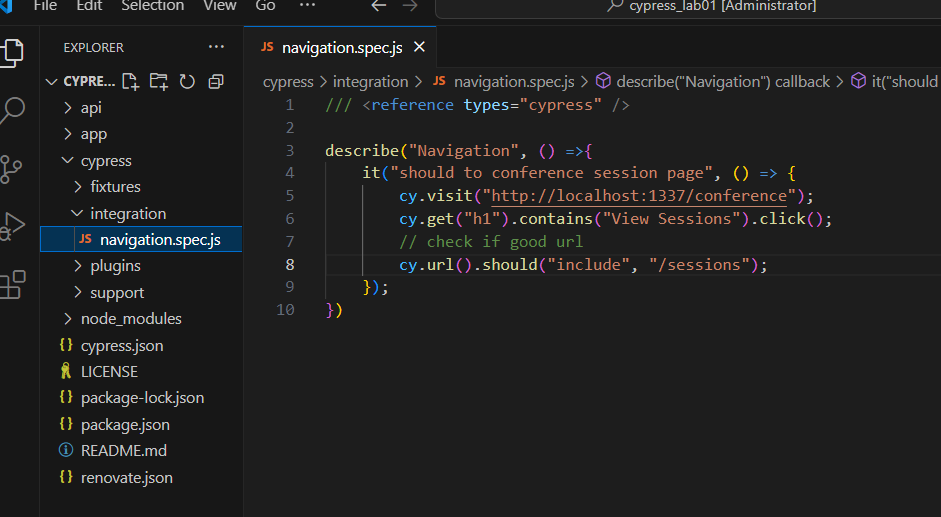 File Edit Selection View Go ··· cypress_lab01 [Administrator]
EXPLORER ···
CYPRE...
api
app
cypress
fixtures
integration
JS navigation.spec.js
plugins
support
node_modules
{} cypress.json
LICENSE
{} package-lock.json
{} package.json
README.md
{} renovate.json
JS navigation.spec.js
cypress > integration > JS navigation.spec.js > describe("Navigation") callback > it("should
1 /// <reference types="cypress" />
2
3 describe("Navigation", () =>{
4 it("should to conference session page", () => {
5 cy.visit("http://localhost:1337/conference");
6 cy.get("h1").contains("View Sessions").click();
7 // check if good url
8 cy.url().should("include", "/sessions");
9 });
10 })